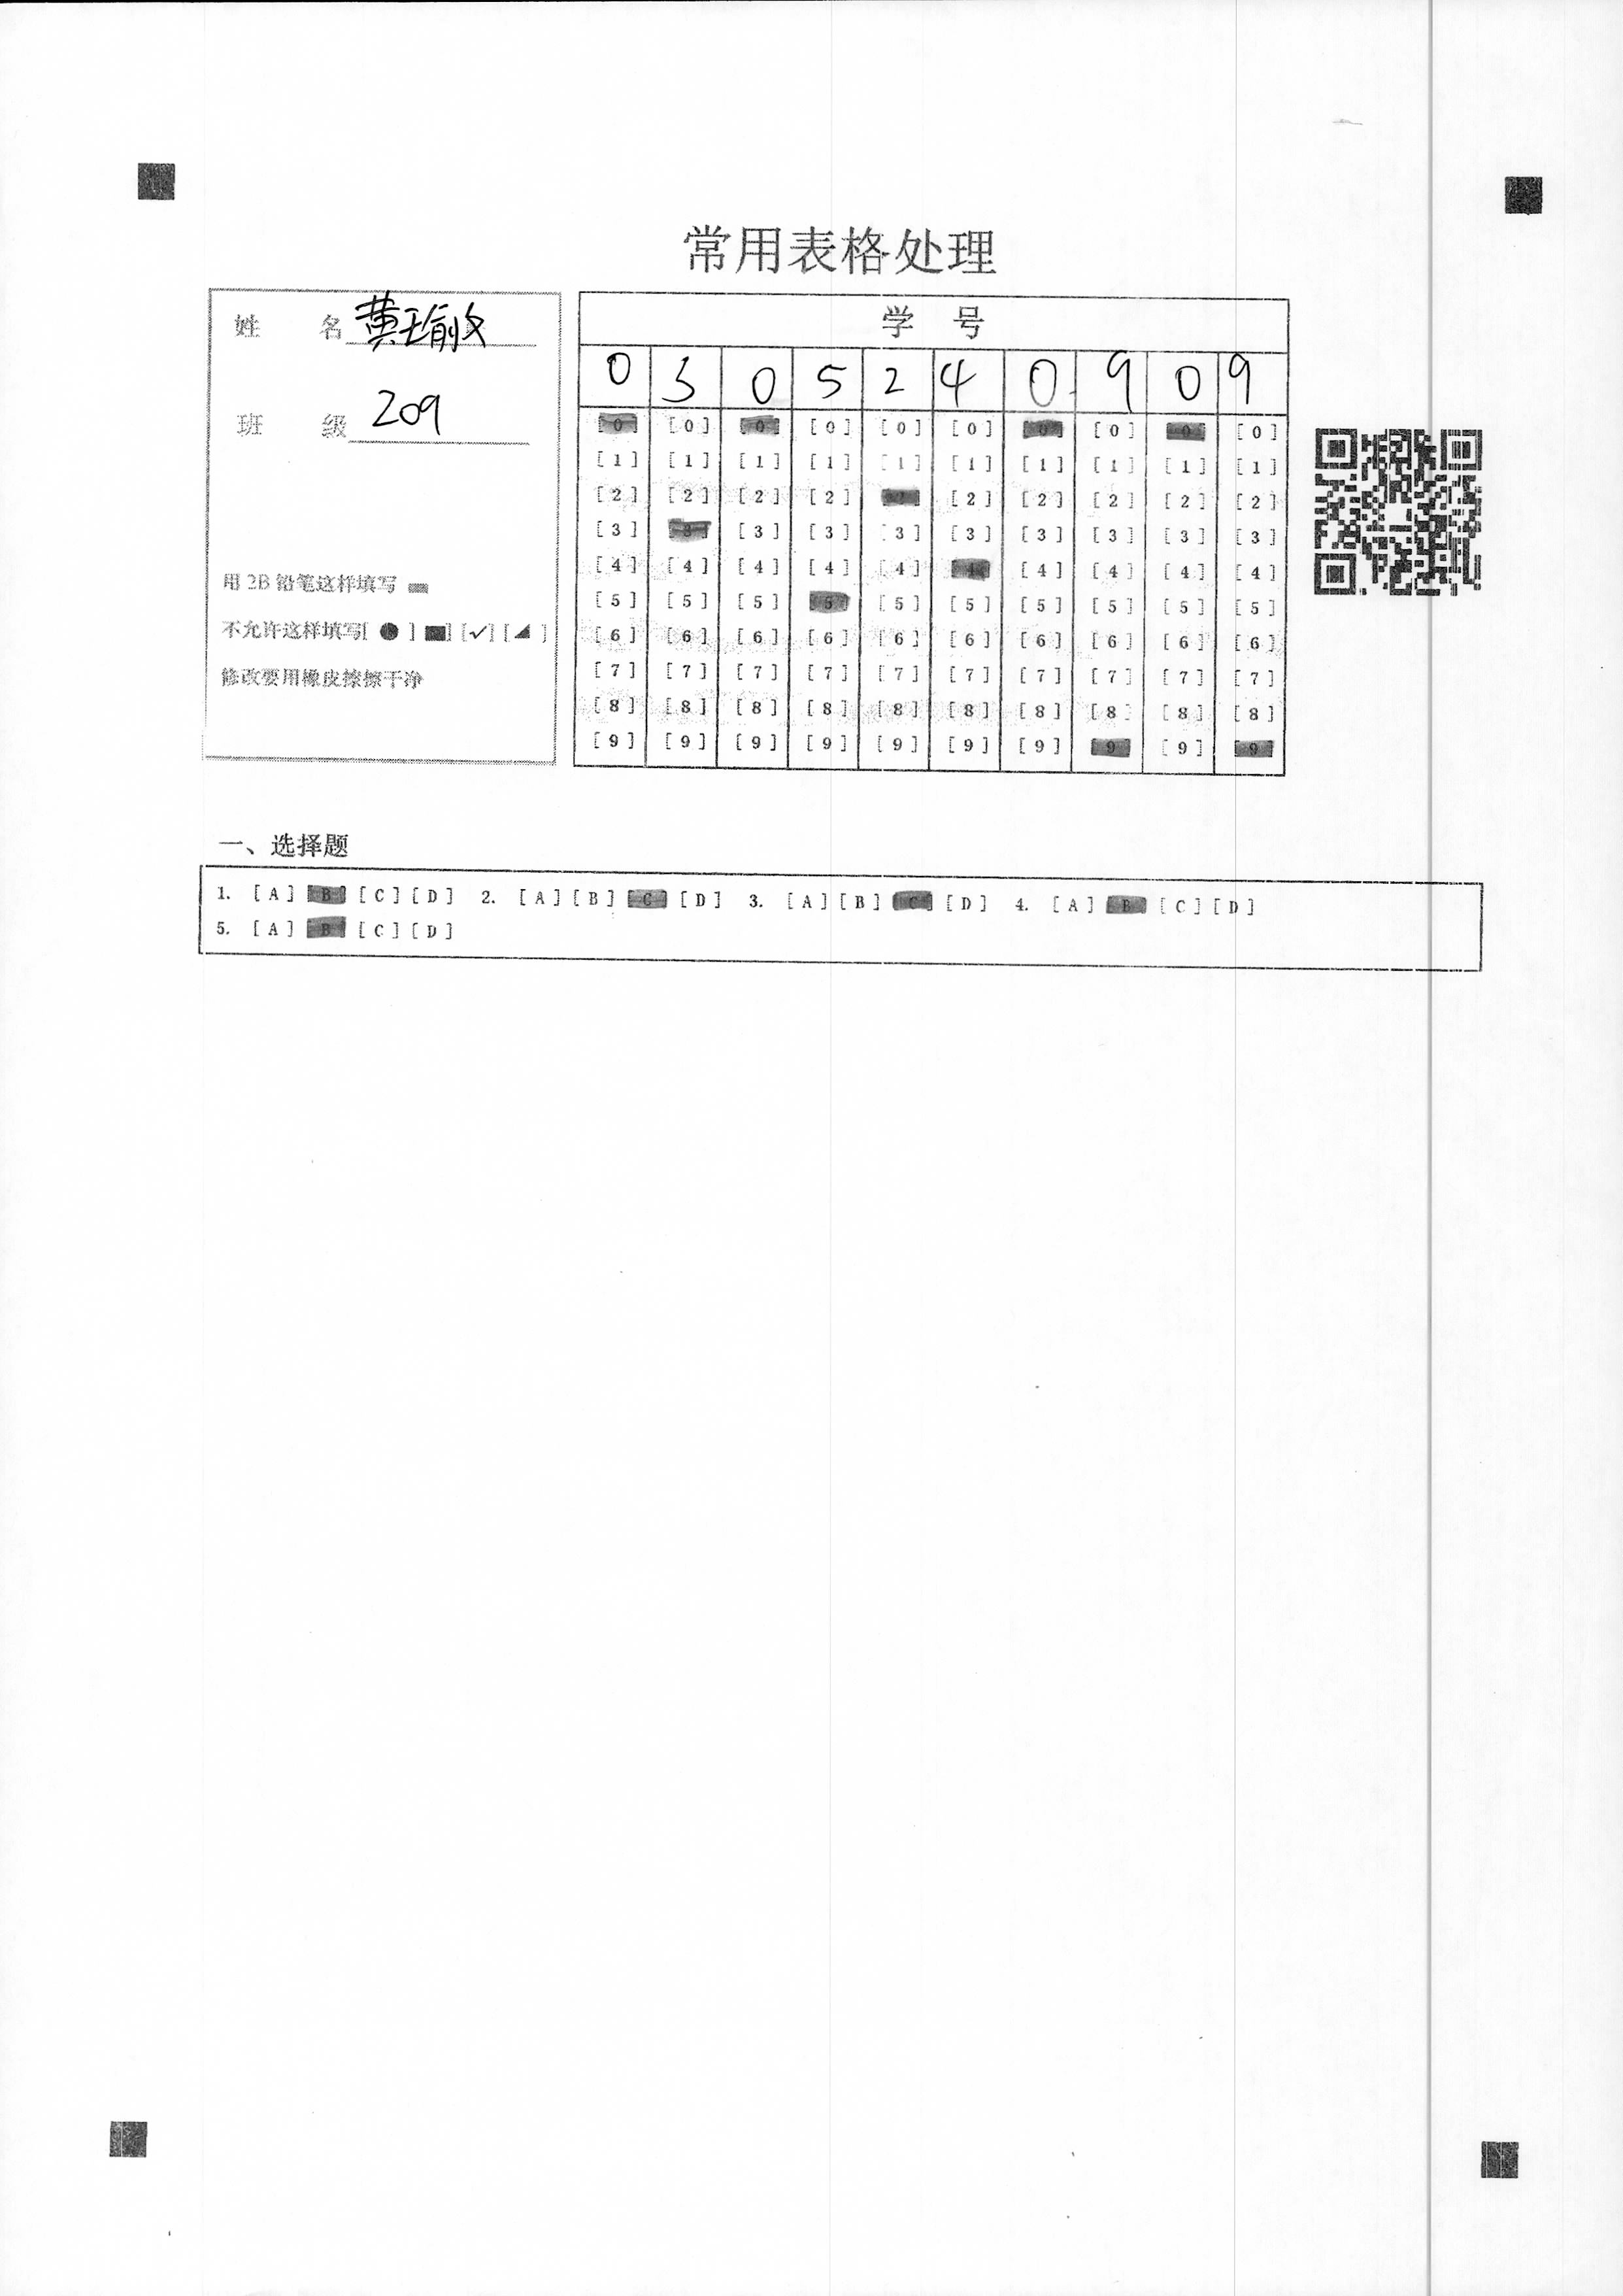 常用表格处理
姓 名 黄瑜敏
班 级 209
用 2B 铅笔这样填写
不允许这样填写[ ● ] ■] [✓] [◢ ]
修改要用橡皮擦擦干净
学 号
0 3 0 5 2 4 0 9 0 9
[0] [0] [0] [0] [0] [0] [0] [0] [0] [0]
[1] [1] [1] [1] [1] [1] [1] [1] [1] [1]
[2] [2] [2] [2] [2] [2] [2] [2] [2] [2]
[3] [3] [3] [3] [3] [3] [3] [3] [3] [3]
[4] [4] [4] [4] [4] [4] [4] [4] [4] [4]
[5] [5] [5] [5] [5] [5] [5] [5] [5] [5]
[6] [6] [6] [6] [6] [6] [6] [6] [6] [6]
[7] [7] [7] [7] [7] [7] [7] [7] [7] [7]
[8] [8] [8] [8] [8] [8] [8] [8] [8] [8]
[9] [9] [9] [9] [9] [9] [9] [9] [9] [9]
一、选择题
1. [A] [B] [C] [D] 2. [A] [B] [C] [D] 3. [A] [B] [C] [D] 4. [A] [B] [C] [D]
5. [A] [B] [C] [D]